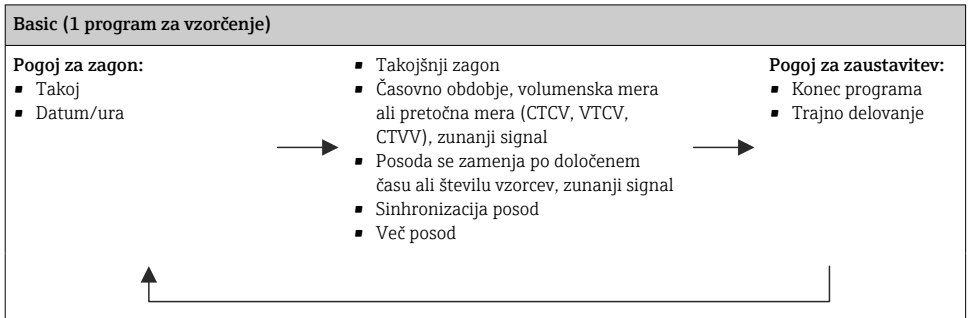 Basic (1 program za vzorčenje)
Pogoj za zagon:
▪ Takoj
▪ Datum/ura
▪ Takojšnji zagon
▪ Časovno obdobje, volumenska mera
ali pretočna mera (CTCV, VTCV,
CTVV), zunanji signal
▪ Posoda se zamenja po določenem
času ali številu vzorcev, zunanji signal
▪ Sinhronizacija posod
▪ Več posod
Pogoj za zaustavitev:
▪ Konec programa
▪ Trajno delovanje